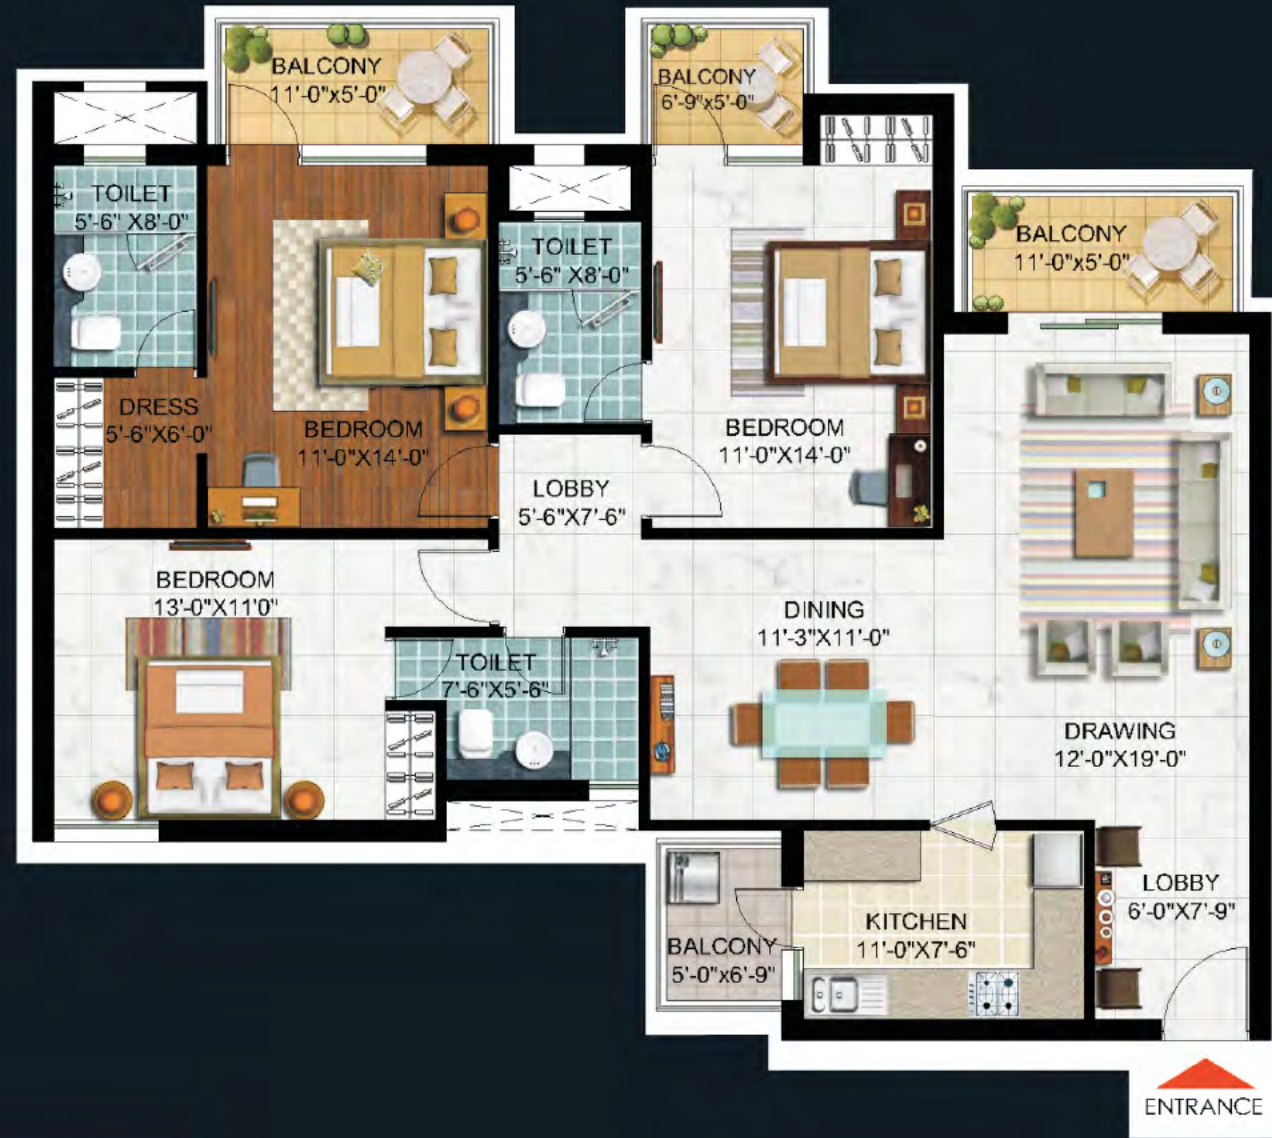 BALCONY
11'-0"x5'-0"
BALCONY
6'-9"x5'-0"
TOILET
5'-6" X8'-0"
TOILET
5'-6" X8'-0"
BALCONY
11'-0"x5'-0"
DRESS
5'-6"X6'-0"
BEDROOM
11'-0"X14'-0"
BEDROOM
11'-0"X14'-0"
LOBBY
5'-6"X7'-6"
BEDROOM
13'-0"X11'0"
DINING
11'-3"X11'-0"
TOILET
7'-6"X5'-6"
DRAWING
12'-0"X19'-0"
LOBBY
6'-0"X7'-9"
KITCHEN
11'-0"X7'-6"
BALCONY
5'-0"x6'-9"
ENTRANCE